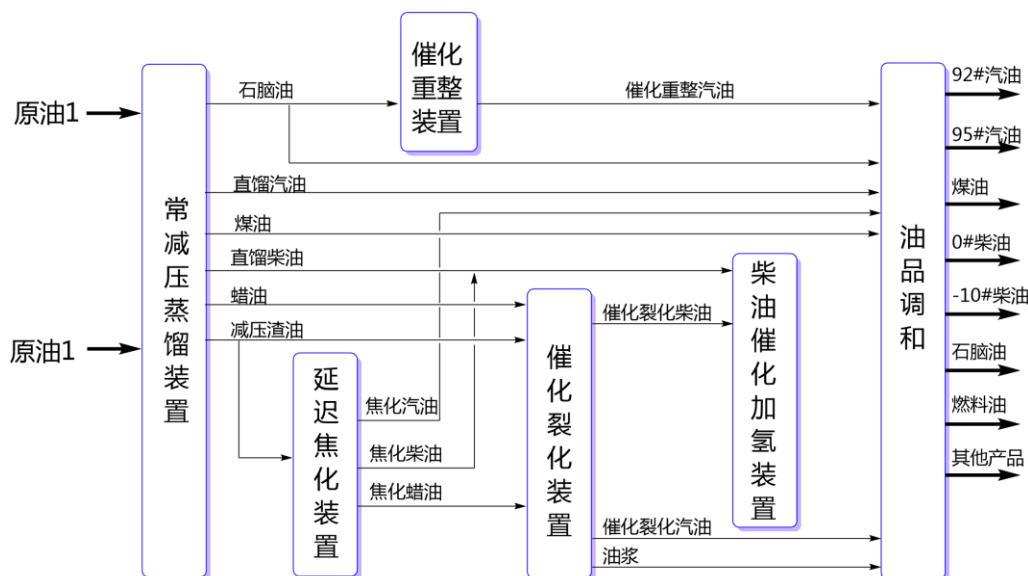 原油1
原油1
常减压蒸馏装置
石脑油
直馏汽油
煤油
直馏柴油
蜡油
减压渣油
催化
重整
装置
催化重整汽油
延迟焦化装置
焦化汽油
焦化柴油
焦化蜡油
催化裂化装置
催化裂化柴油
催化裂化汽油
油浆
柴油催化加氢装置
油品调和
92#汽油
95#汽油
煤油
0#柴油
-10#柴油
石脑油
燃料油
其他产品